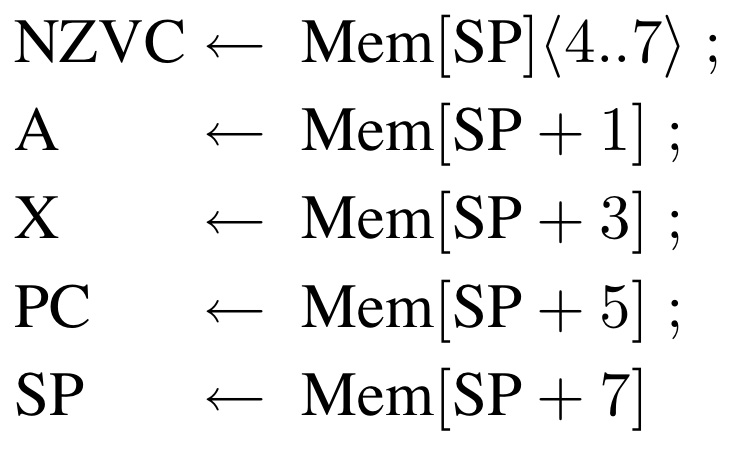 NZVC ← Mem[SP]⟨4..7⟩ ;
A ← Mem[SP + 1] ;
X ← Mem[SP + 3] ;
PC ← Mem[SP + 5] ;
SP ← Mem[SP + 7]